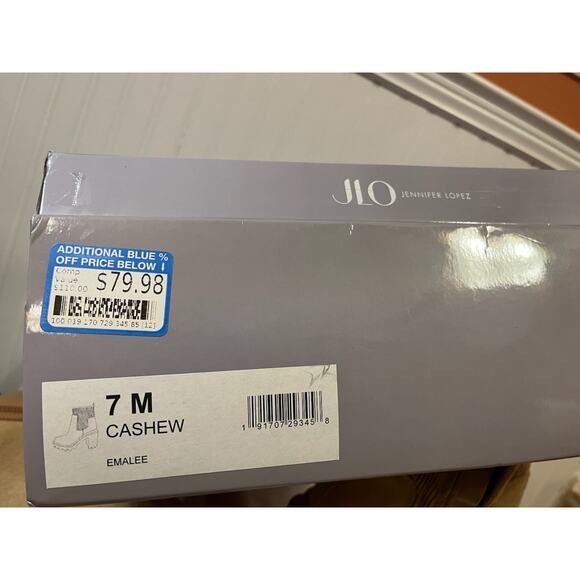 JLO JENNIFER LOPEZ
ADDITIONAL BLUE %
OFF PRICE BELOW ↓
Comp
Value
$110.00
$79.98
100 019 170 729 345 85 [12]
7 M
CASHEW
EMALEE
1 91707 29345 8